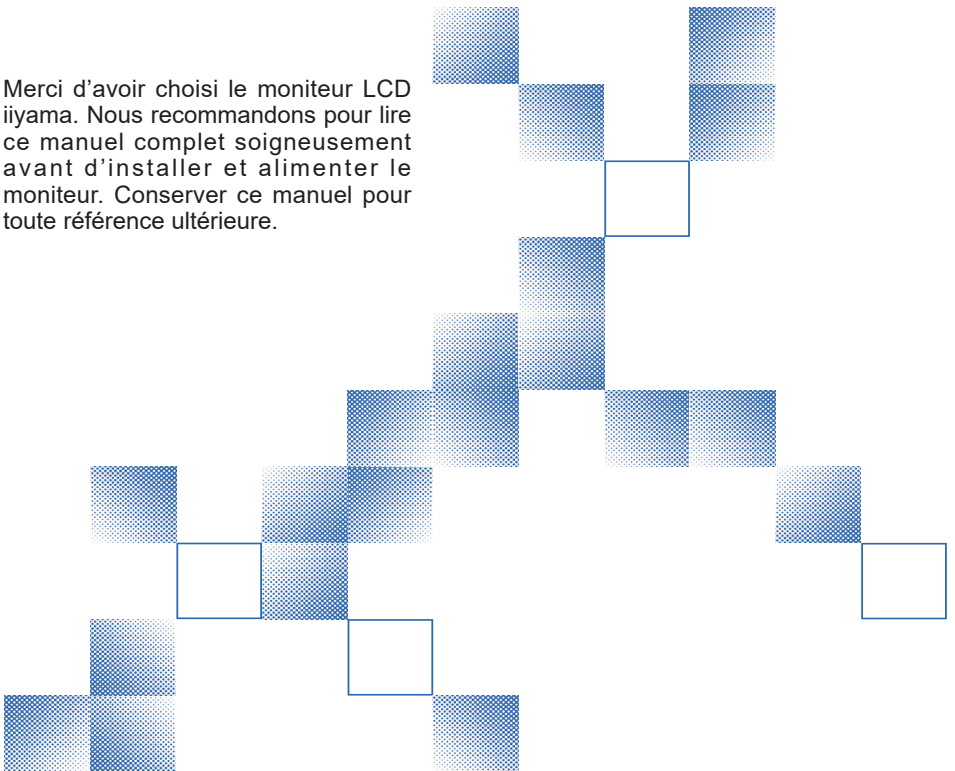 Merci d’avoir choisi le moniteur LCD
iiyama. Nous recommandons pour lire
ce manuel complet soigneusement
avant d’installer et alimenter le
moniteur. Conserver ce manuel pour
toute référence ultérieure.